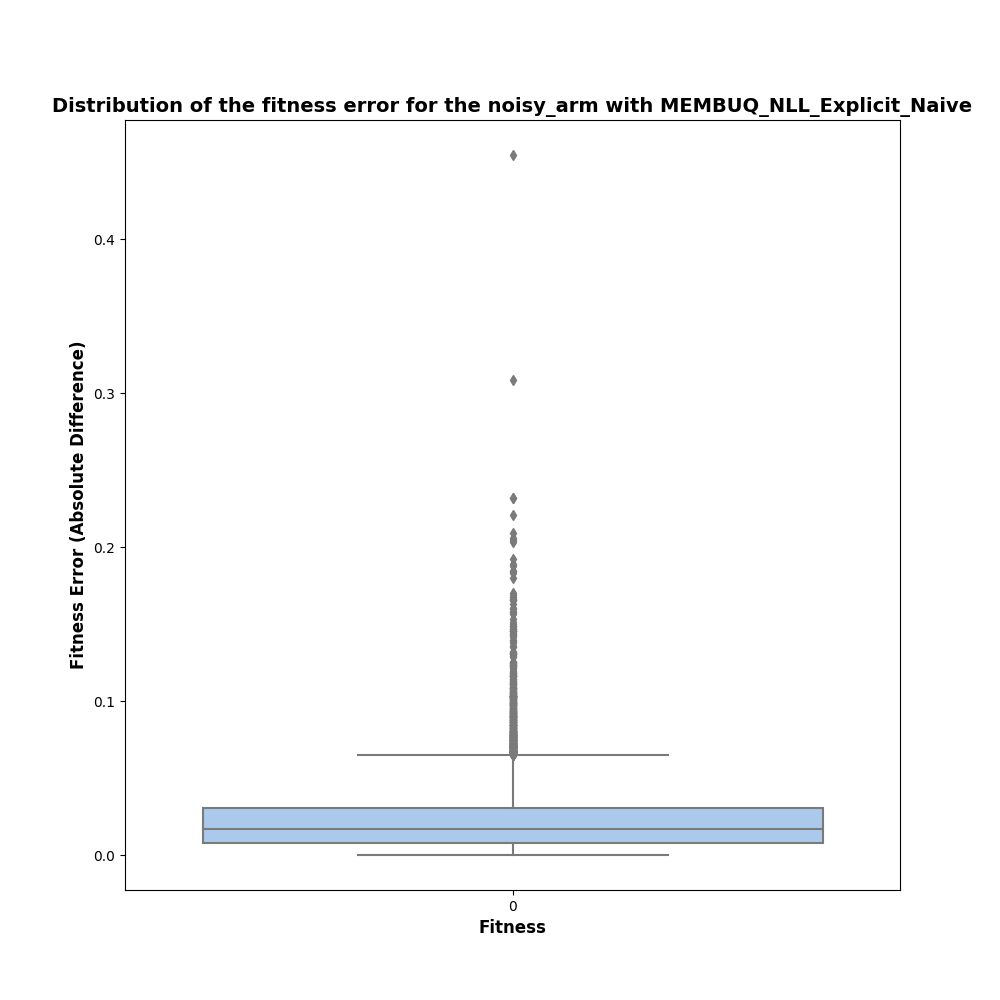 Distribution of the fitness error for the noisy_arm with MEMBUQ_NLL_Explicit_Naive
Fitness Error (Absolute Difference)
0.4
0.3
0.2
0.1
0.0
0
Fitness